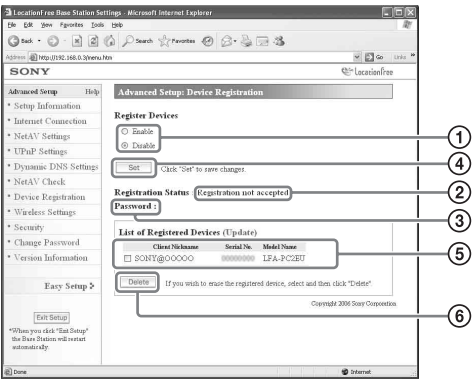 LocationFree Base Station Settings - Microsoft Internet Explorer
File Edit View Favorites Tools Help
Back Search Favorites
Address http://192.168.0.3/menu.htm Go Links »
SONY LocationFree
Advanced Setup Help
* Setup Information
* Internet Connection
* NetAV Settings
* UPnP Settings
* Dynamic DNS Settings
* NetAV Check
* Device Registration
* Wireless Settings
* Security
* Change Password
* Version Information
Easy Setup
Exit Setup
*When you click "Exit Setup"
the Base Station will restart
automatically.
Advanced Setup: Device Registration
Register Devices
Enable
Disable
1
Set Click "Set" to save changes.
4
Registration Status : Registration not accepted
2
Password :
3
List of Registered Devices (Update)
Client Nickname Serial No. Model Name
SONY@OOOOO 00000000 LFA-PC2EU
5
Delete If you wish to erase the registered device, select and then click "Delete".
6
Copyright 2006 Sony Corporation
Done Internet